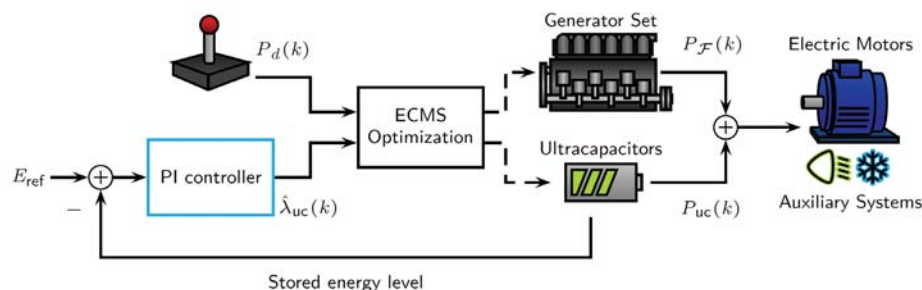 Generator Set
P_d(k)
P_ℱ(k)
Electric Motors
ECMS
Optimization
Ultracapacitors
E_ref
PI controller
−
λ̂_uc(k)
P_uc(k)
Auxiliary Systems
Stored energy level